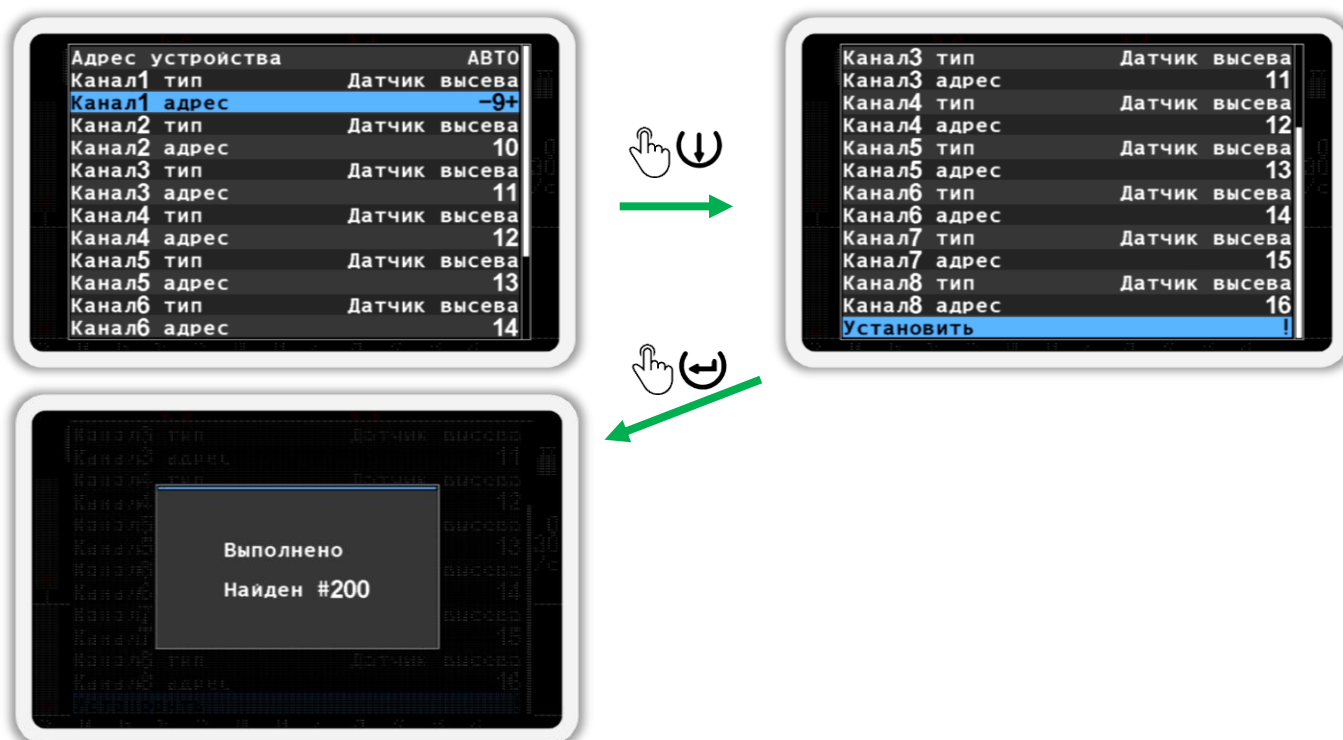 Адрес устройства АВТО
Канал1 тип Датчик высева
Канал1 адрес −9+
Канал2 тип Датчик высева
Канал2 адрес 10
Канал3 тип Датчик высева
Канал3 адрес 11
Канал4 тип Датчик высева
Канал4 адрес 12
Канал5 тип Датчик высева
Канал5 адрес 13
Канал6 тип Датчик высева
Канал6 адрес 14
Канал3 тип Датчик высева
Канал3 адрес 11
Канал4 тип Датчик высева
Канал4 адрес 12
Канал5 тип Датчик высева
Канал5 адрес 13
Канал6 тип Датчик высева
Канал6 адрес 14
Канал7 тип Датчик высева
Канал7 адрес 15
Канал8 тип Датчик высева
Канал8 адрес 16
Установить !
Выполнено
Найден #200